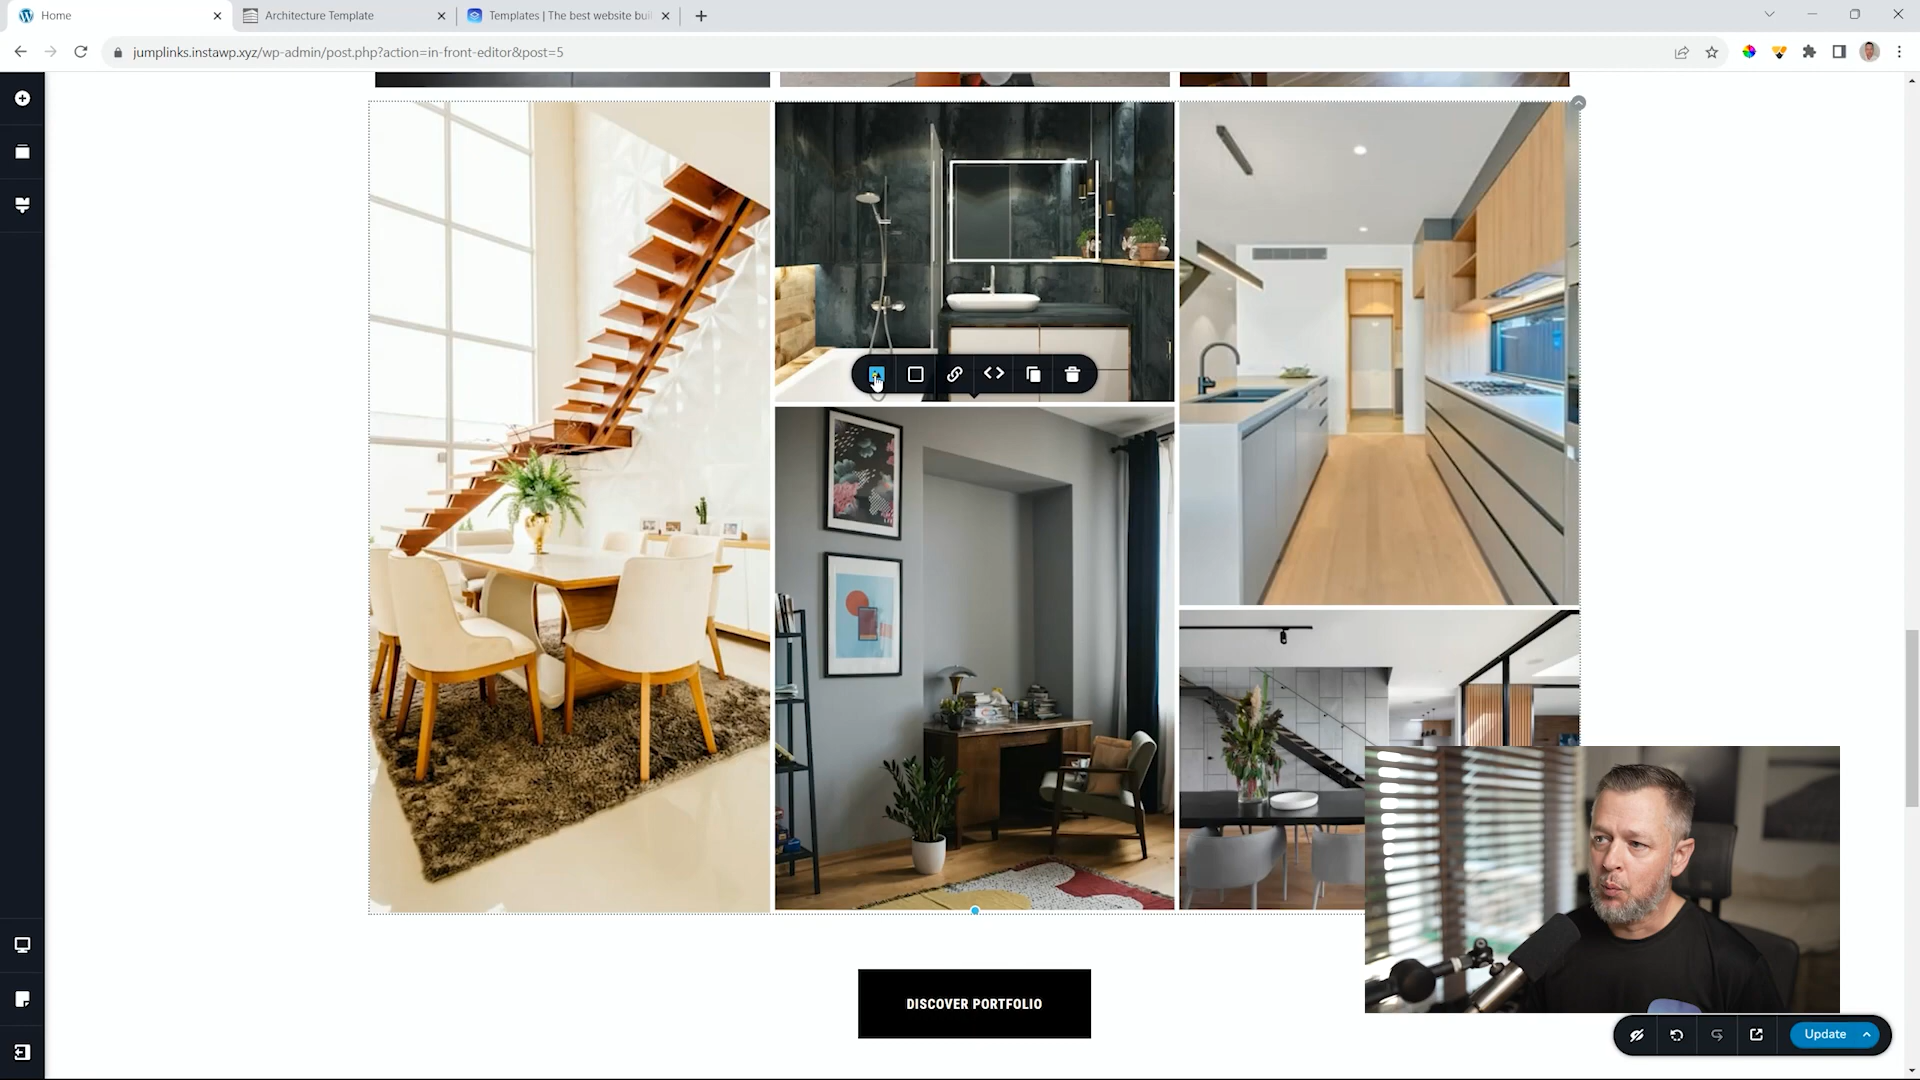 Home
Architecture Template
Templates | The best website bui
jumplinks.instawp.xyz/wp-admin/post.php?action=in-front-editor&post=5
DISCOVER PORTFOLIO
Update